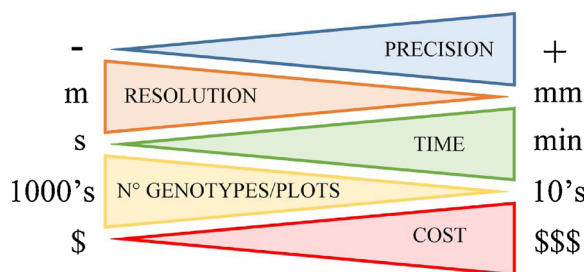 - PRECISION +
m RESOLUTION mm
s TIME min
1000’s N° GENOTYPES/PLOTS 10’s
$ COST $$$